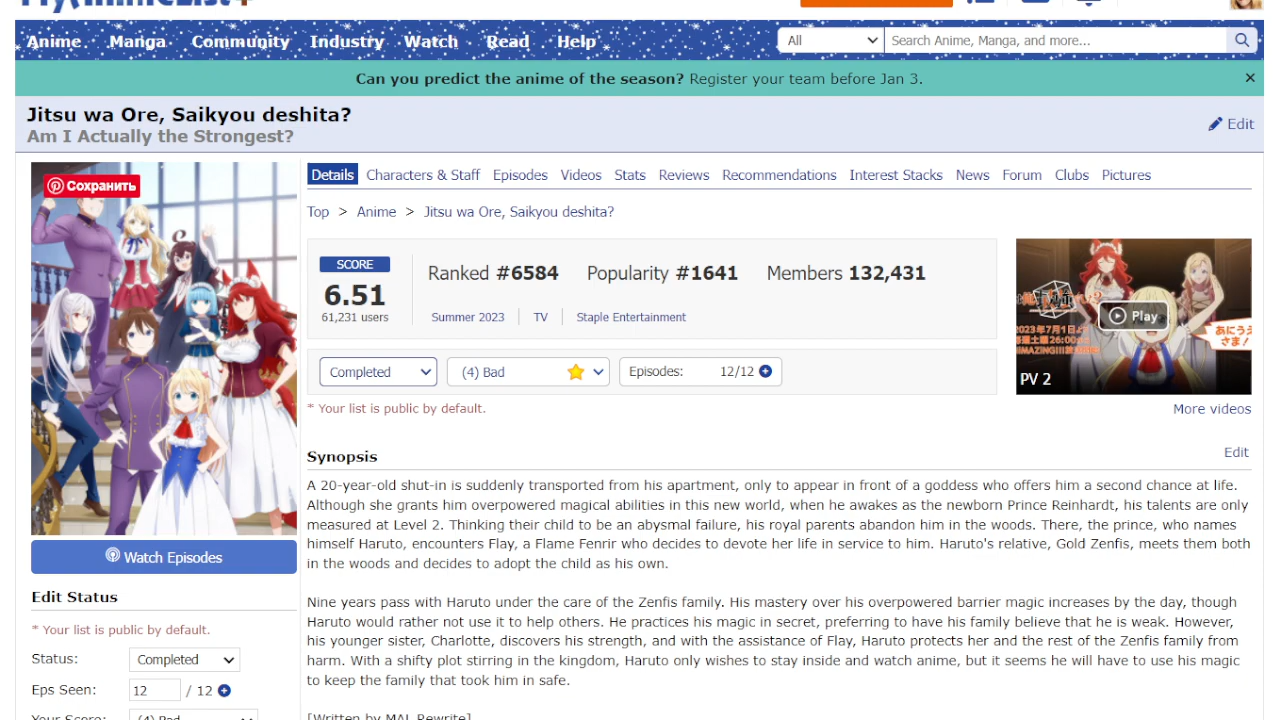 MyAnimeList+
Anime Manga Community Industry Watch Read Help
All
Search Anime, Manga, and more...
Can you predict the anime of the season? Register your team before Jan 3.
Jitsu wa Ore, Saikyou deshita?
Am I Actually the Strongest?
Edit
Сохранить
Details Characters & Staff Episodes Videos Stats Reviews Recommendations Interest Stacks News Forum Clubs Pictures
Top > Anime > Jitsu wa Ore, Saikyou deshita?
SCORE
6.51
61,231 users
Ranked #6584 Popularity #1641 Members 132,431
Summer 2023 TV Staple Entertainment
Completed
(4) Bad
Episodes: 12/12
* Your list is public by default.
Play
あにうえ
さま!
PV 2
More videos
Synopsis
Edit
A 20-year-old shut-in is suddenly transported from his apartment, only to appear in front of a goddess who offers him a second chance at life.
Although she grants him overpowered magical abilities in this new world, when he awakes as the newborn Prince Reinhardt, his talents are only
measured at Level 2. Thinking their child to be an abysmal failure, his royal parents abandon him in the woods. There, the prince, who names
himself Haruto, encounters Flay, a Flame Fenrir who decides to devote her life in service to him. Haruto's relative, Gold Zenfis, meets them both
in the woods and decides to adopt the child as his own.
Nine years pass with Haruto under the care of the Zenfis family. His mastery over his overpowered barrier magic increases by the day, though
Haruto would rather not use it to help others. He practices his magic in secret, preferring to have his family believe that he is weak. However,
his younger sister, Charlotte, discovers his strength, and with the assistance of Flay, Haruto protects her and the rest of the Zenfis family from
harm. With a shifty plot stirring in the kingdom, Haruto only wishes to stay inside and watch anime, but it seems he will have to use his magic
to keep the family that took him in safe.
[Written by MAL Rewrite]
Watch Episodes
Edit Status
* Your list is public by default.
Status: Completed
Eps Seen: 12 / 12
Your Score: (4) Bad